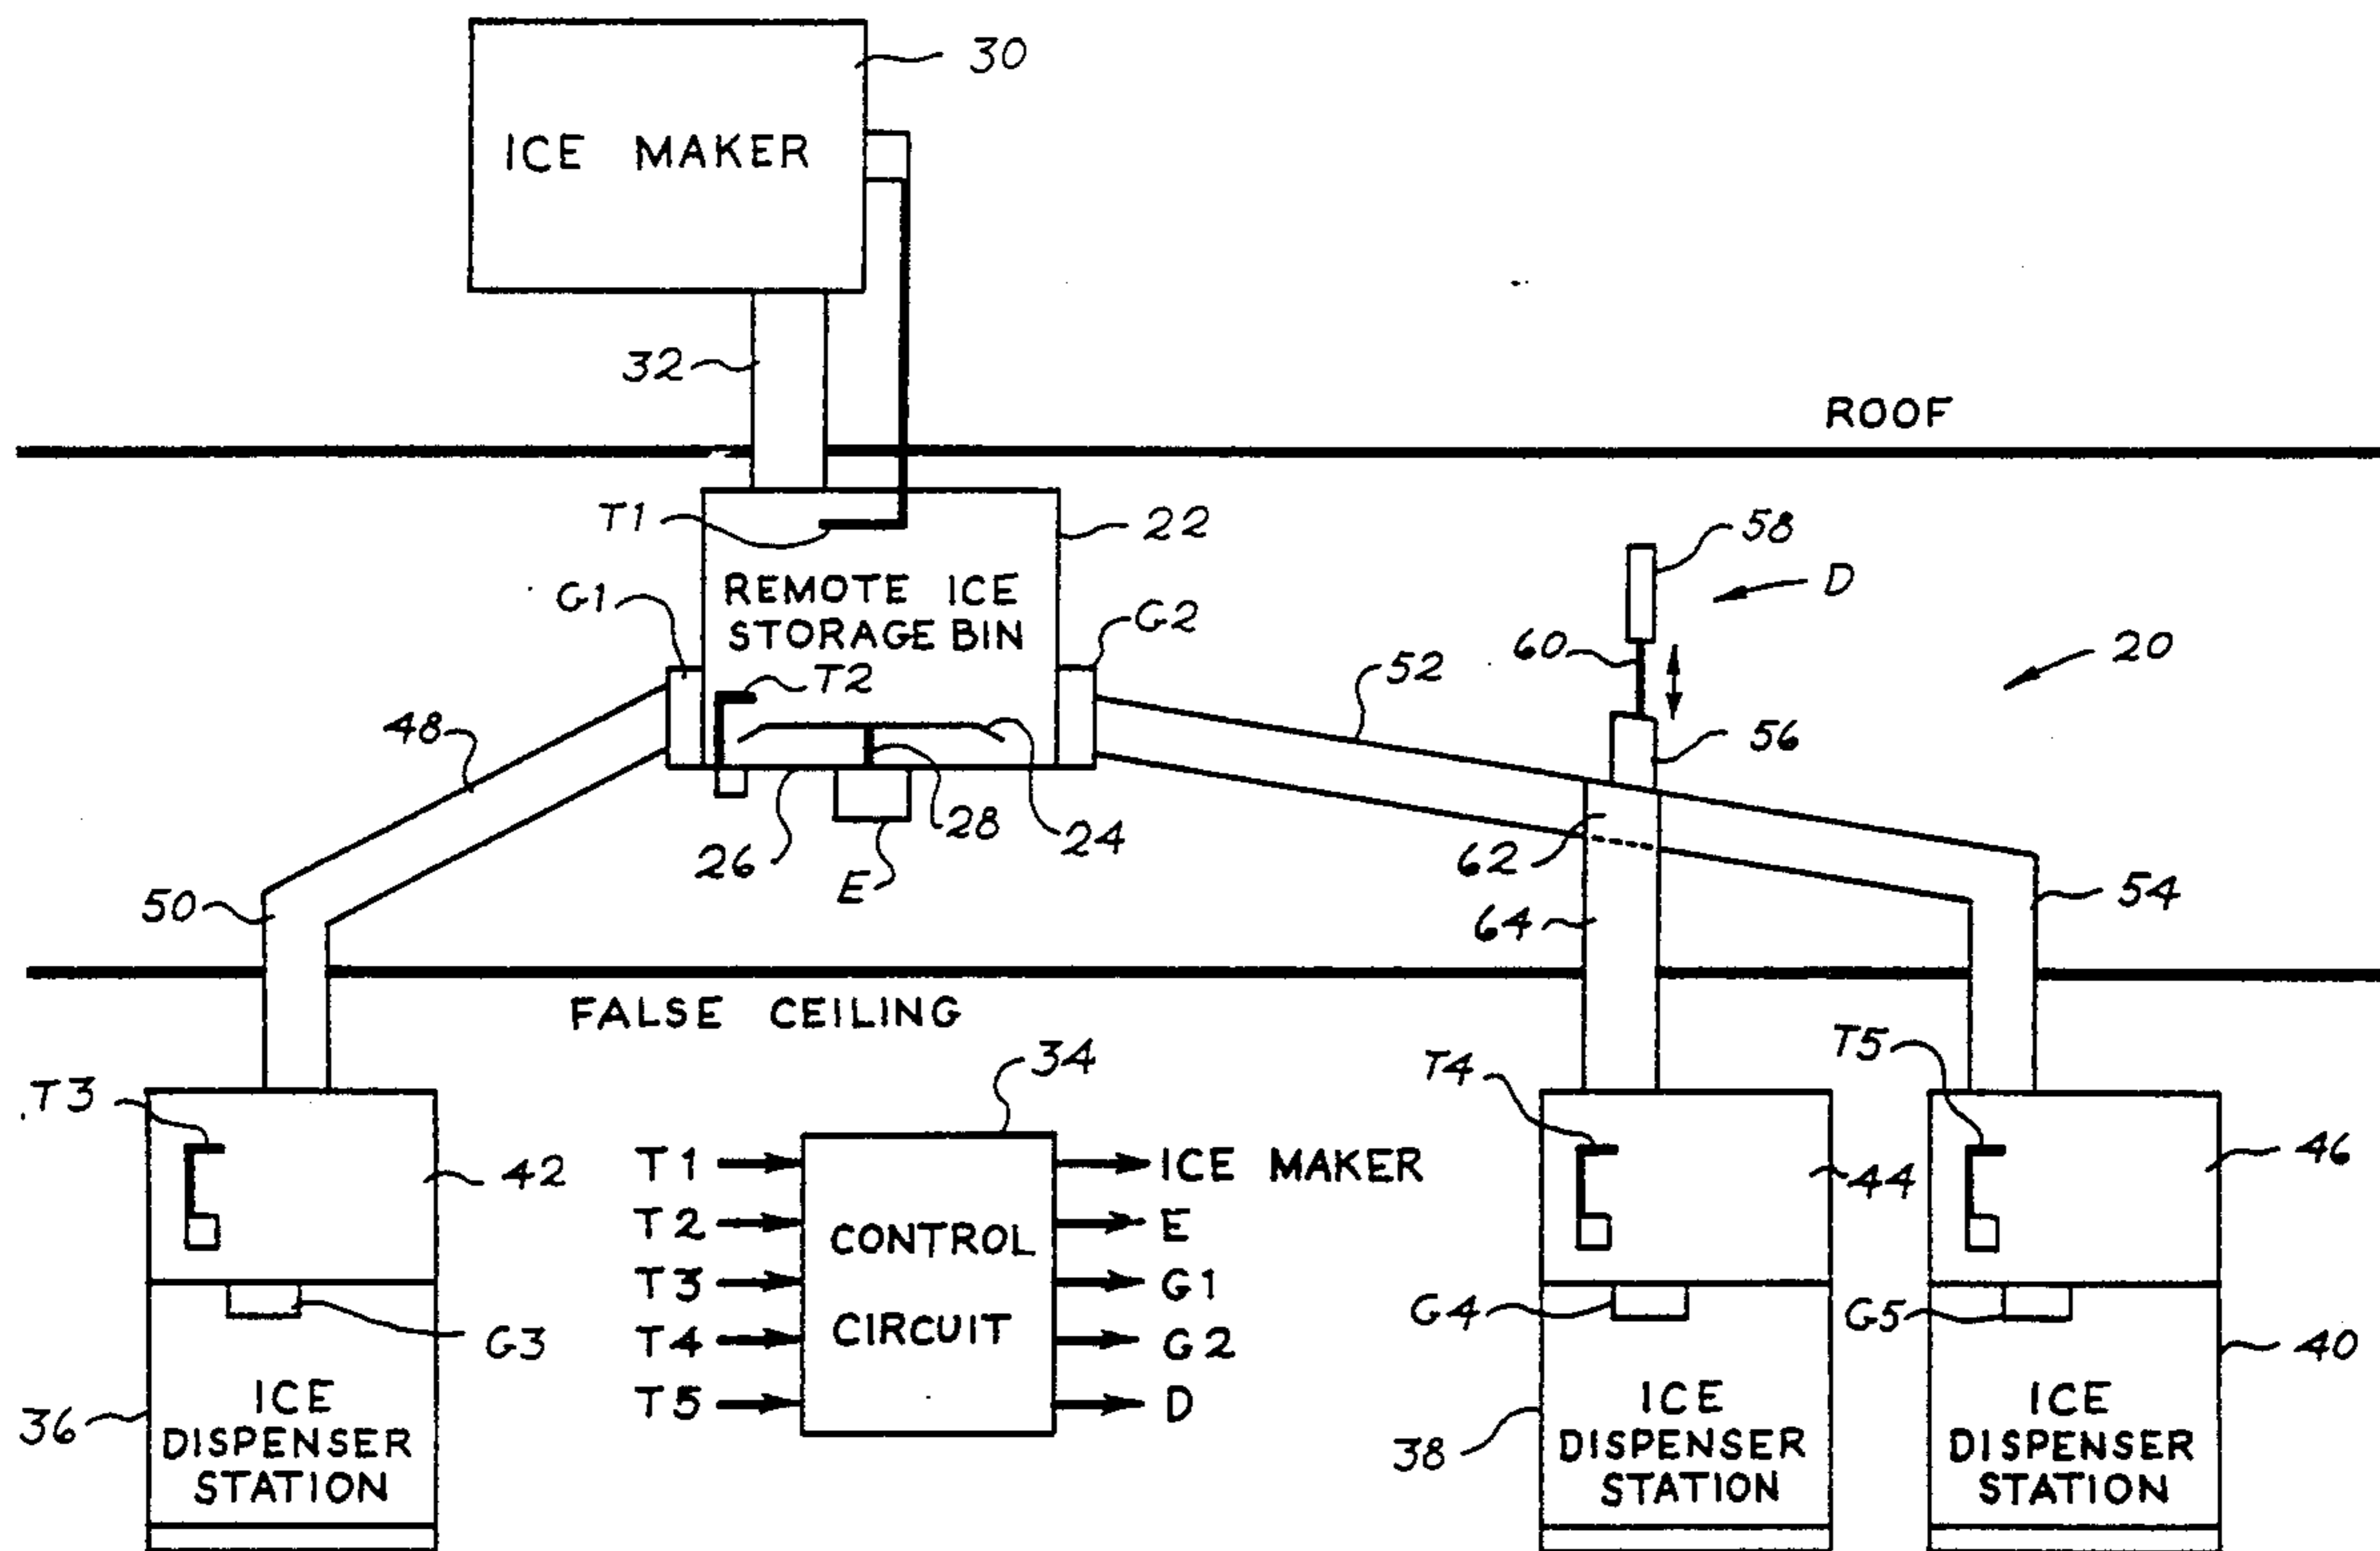 30
ICE MAKER
32
ROOF
T1
22
58
D
G1
REMOTE ICE
STORAGE BIN
G2
60
20
T2
52
48
56
28
24
26
E
62
50
54
64
FALSE CEILING
34
T3
T4
T5
42
44
46
T1
ICE MAKER
T2
E
CONTROL
T3
G1
CIRCUIT
T4
G2
T5
D
G3
G4
G5
40
36
ICE
DISPENSER
STATION
38
ICE
DISPENSER
STATION
ICE
DISPENSER
STATION